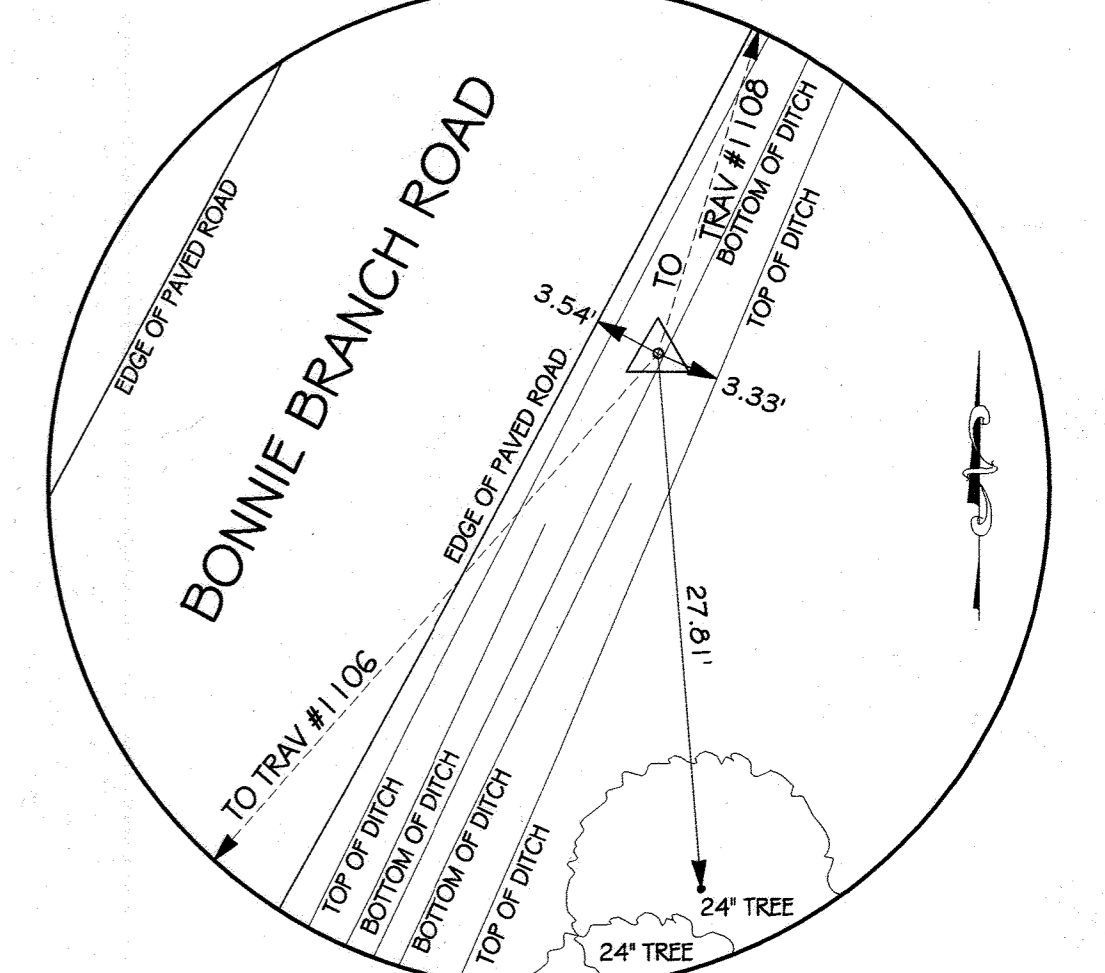 BONNIE BRANCH ROAD
EDGE OF PAVED ROAD
TO TRAV #1108
BOTTOM OF DITCH
TOP OF DITCH
3.54'
3.33'
EDGE OF PAVED ROAD
27.81'
TO TRAV #1106
TOP OF DITCH
BOTTOM OF DITCH
BOTTOM OF DITCH
TOP OF DITCH
24" TREE
24" TREE